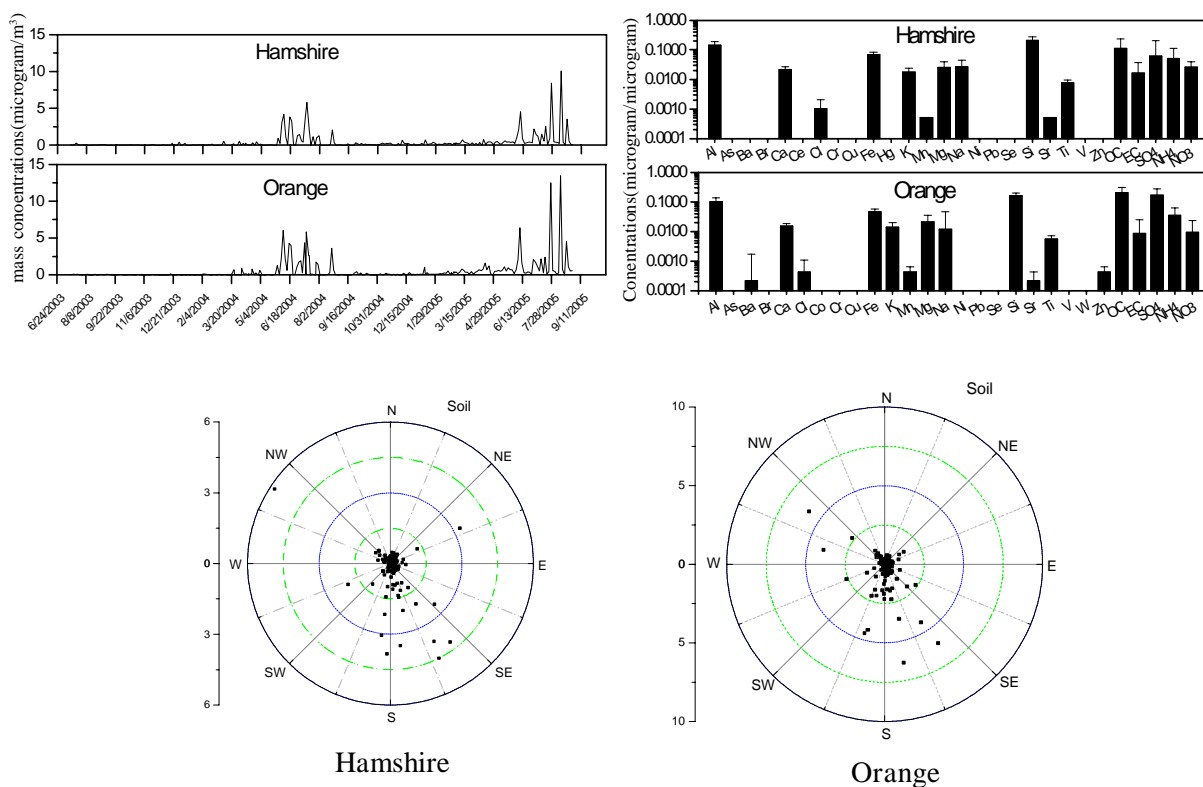 mass concentrations(microgram/m³)
15
10
5
0
Hamshire
15
10
5
0
Orange
6/24/2003
8/8/2003
9/22/2003
11/6/2003
12/21/2003
2/4/2004
3/20/2004
5/4/2004
6/18/2004
8/2/2004
9/16/2004
10/31/2004
12/15/2004
1/29/2005
3/15/2005
4/29/2005
6/13/2005
7/28/2005
9/11/2005
Conentrations(microgram/microgram)
1.0000
0.1000
0.0100
0.0010
0.0001
Hamshire
Al As Ba Br Ca Ce Cl Cr Cu Fe Hg K Mn Mg Na Ni Pb Se Si Sr Ti V Zn OC EC SO4 NH4 NO3
1.0000
0.1000
0.0100
0.0010
0.0001
Orange
Al As Ba Br Ca Cl Co Cr Cu Fe K Mn Mg Na Ni Pb Se Si Sr Ti V W Zn OC EC SO4 NH4 NO3
Soil
6
3
0
3
6
N
NE
E
SE
S
SW
W
NW
Hamshire
Soil
10
5
0
5
10
N
NE
E
SE
S
SW
W
NW
Orange